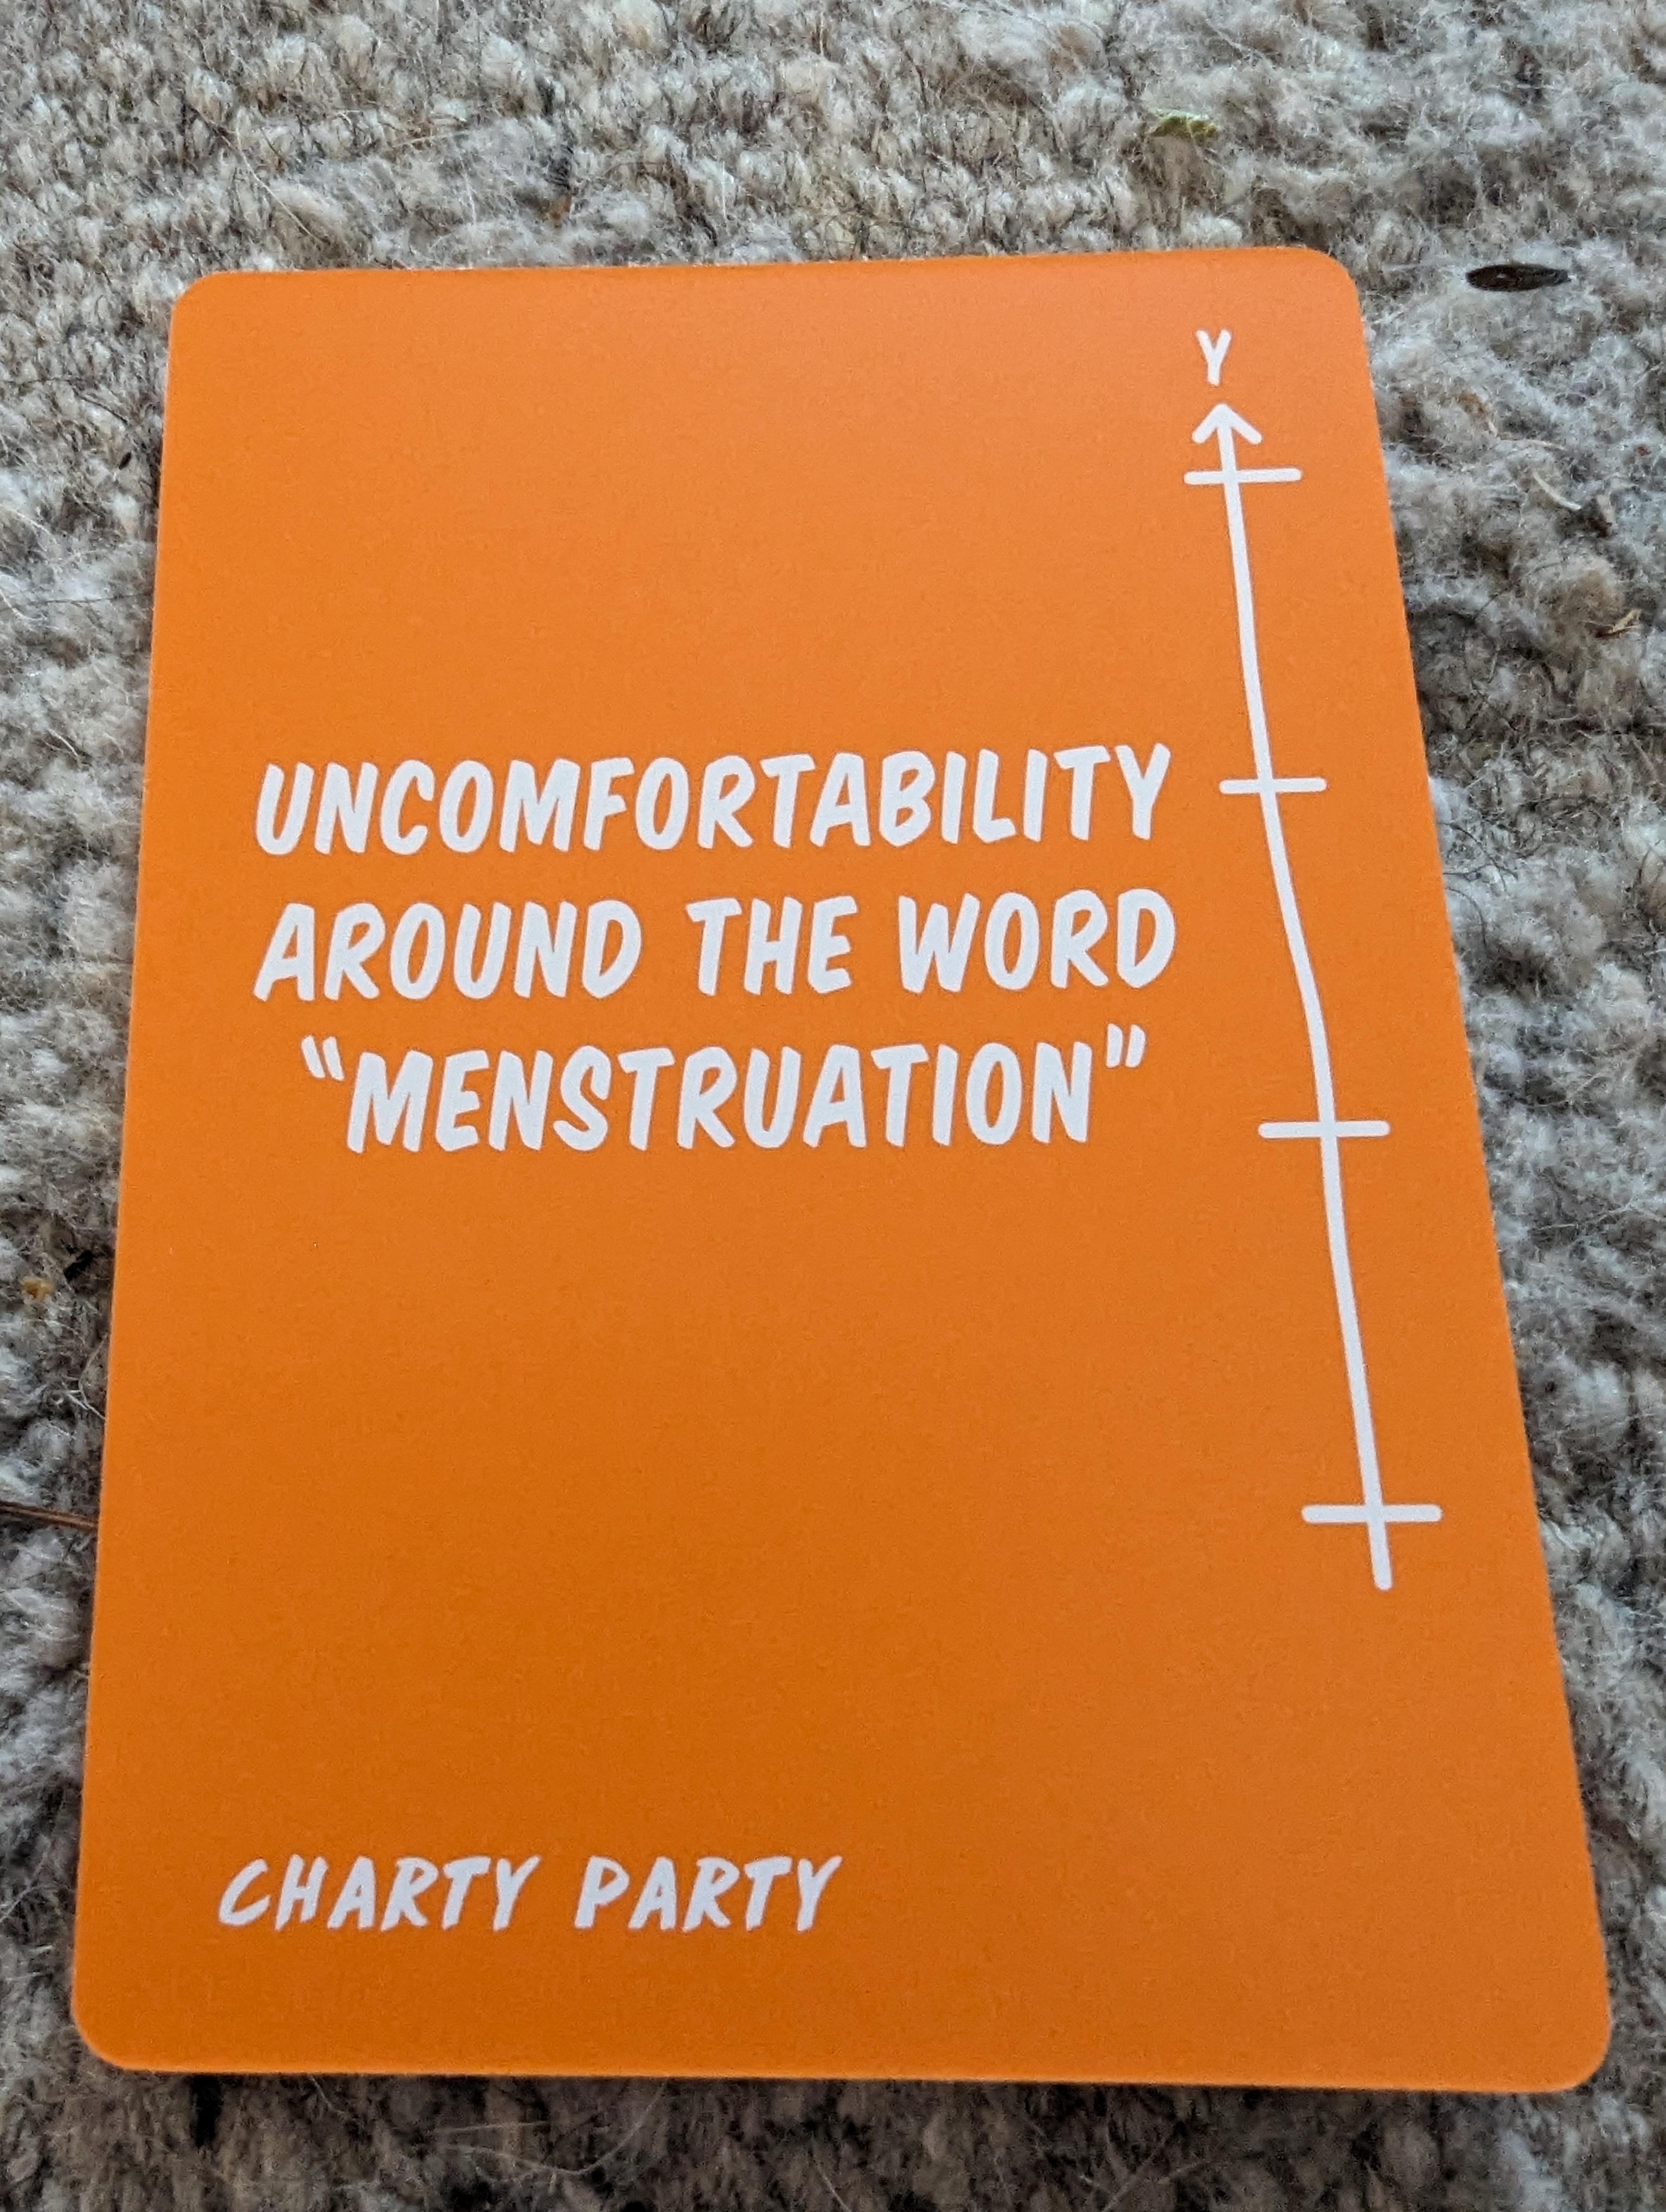 Y
UNCOMFORTABILITY
AROUND THE WORD
“MENSTRUATION”
CHARTY PARTY